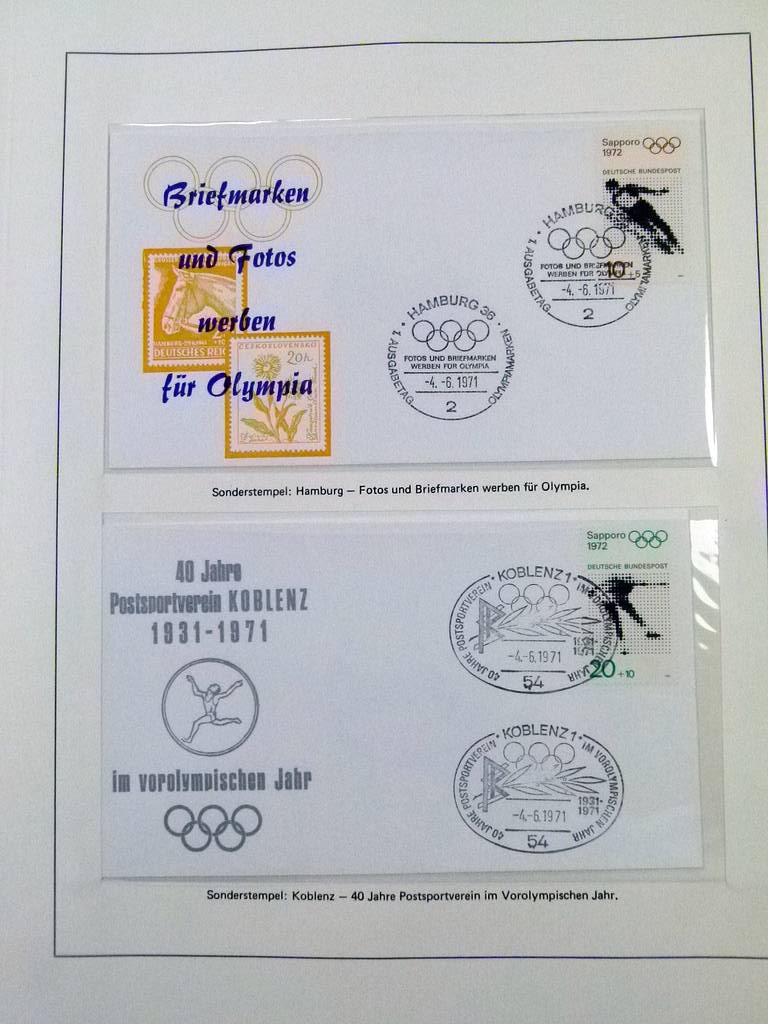 Briefmarken
und Fotos
werben
für Olympia
DEUTSCHES REICH
CESKOSLOVENSKO
20h
Sapporo
1972
DEUTSCHE BUNDESPOST
10 +5
HAMBURG 36
1. AUSGABETAG
OLYMPIAMARKEN
FOTOS UND BRIEFMARKEN
WERBEN FÜR OLYMPIA
-4.-6.1971
2
HAMBURG 36
1. AUSGABETAG
OLYMPIAMARKEN
FOTOS UND BRIEFMARKEN
WERBEN FÜR OLYMPIA
-4.-6.1971
2
Sonderstempel: Hamburg – Fotos und Briefmarken werben für Olympia.
40 Jahre
Postsportverein KOBLENZ
1931-1971
im vorolympischen Jahr
Sapporo
1972
DEUTSCHE BUNDESPOST
20 +10
KOBLENZ 1
40 JAHRE POSTSPORTVEREIN
IM VOROLYMPISCHEN JAHR
1931-
1971
-4.-6.1971
54
KOBLENZ 1
40 JAHRE POSTSPORTVEREIN
IM VOROLYMPISCHEN JAHR
1931-
1971
-4.-6.1971
54
Sonderstempel: Koblenz – 40 Jahre Postsportverein im Vorolympischen Jahr.